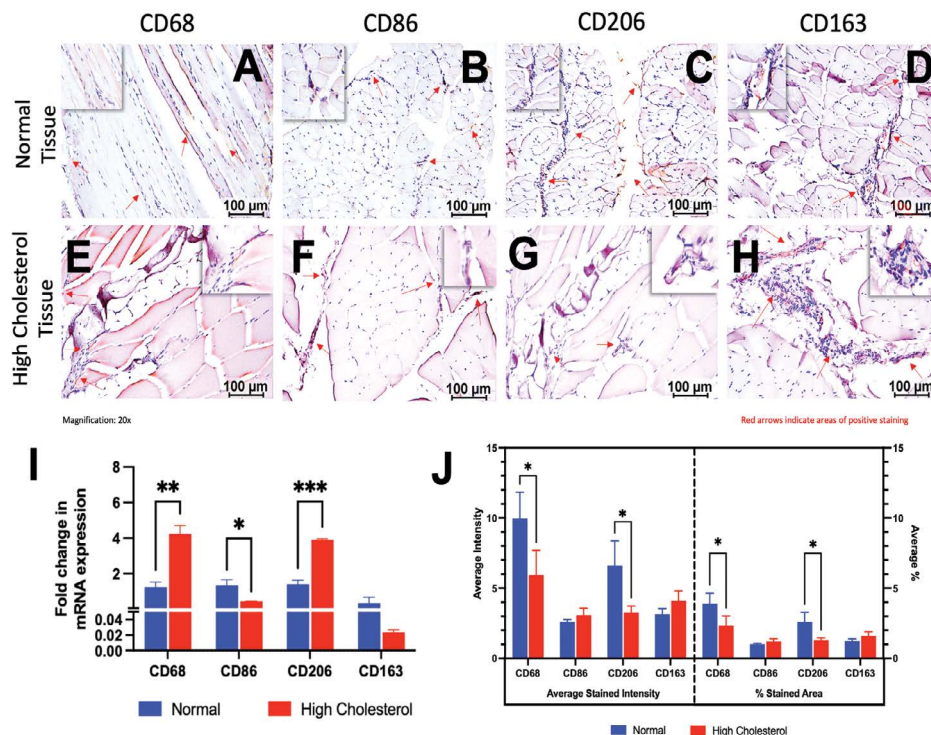 CD68 CD86 CD206 CD163
Normal Tissue
A B C D
100 µm 100 µm 100 µm 100 µm
High Cholesterol Tissue
E F G H
100 µm 100 µm 100 µm 100 µm
Magnification: 20x
Red arrows indicate areas of positive staining
I
Fold change in
mRNA expression
8
6
4
2
0.04
0.02
0.00
** * ***
CD68 CD86 CD206 CD163
Normal High Cholesterol
J
Average Intensity
15
10
5
0
* * * *
15
10
5
0
Average %
CD68 CD86 CD206 CD163 CD68 CD86 CD206 CD163
Average Stained Intensity % Stained Area
Normal High Cholesterol